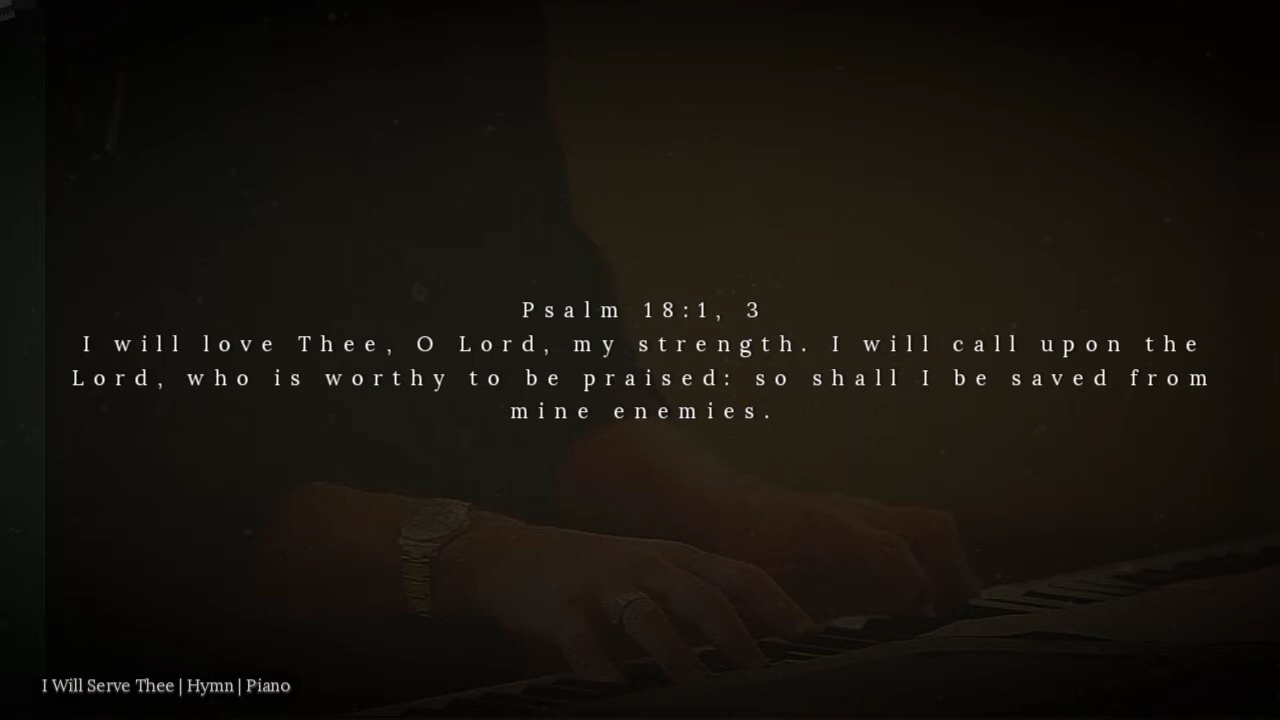 Psalm 18:1, 3
I will love Thee, O Lord, my strength. I will call upon the
Lord, who is worthy to be praised: so shall I be saved from
mine enemies.
I Will Serve Thee | Hymn | Piano